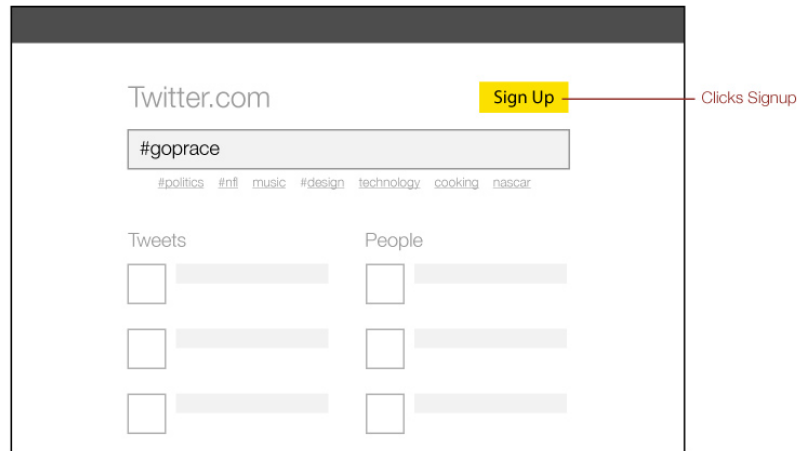 Twitter.com
Sign Up
Clicks Signup
#goprace
#politics #nfl music #design technology cooking nascar
Tweets
People